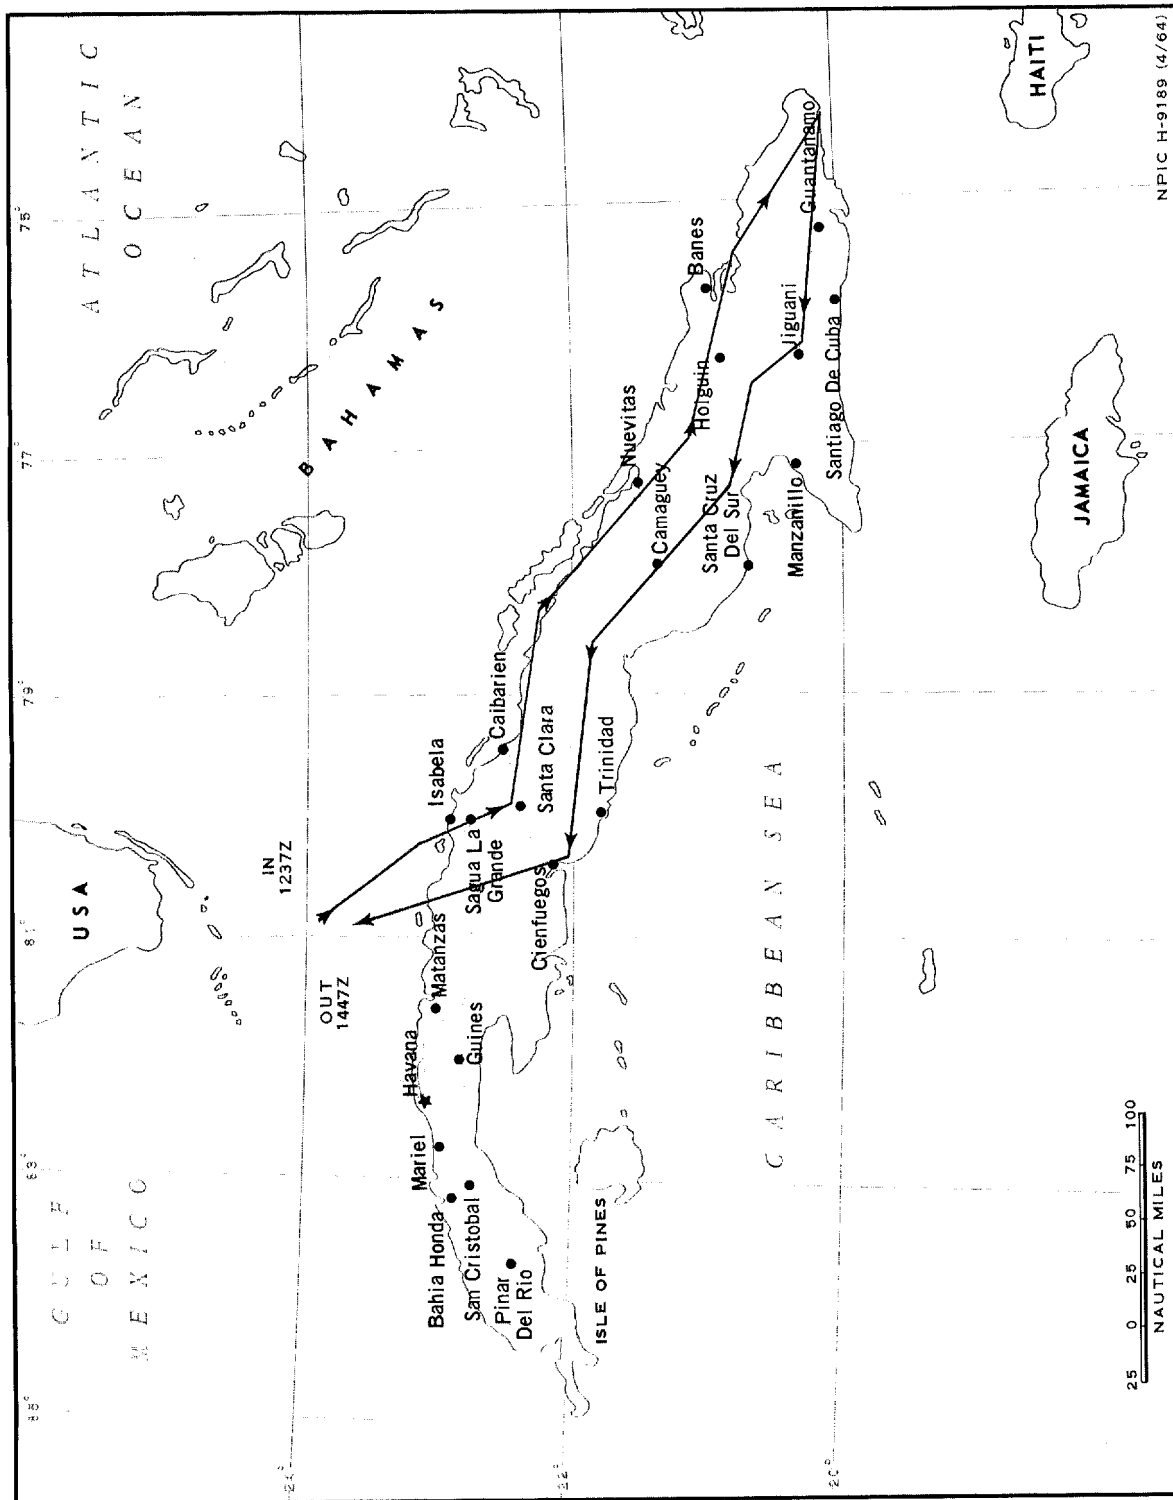 GULF
OF
MEXICO
USA
ATLANTIC
OCEAN
BAHAMAS
83°
81°
79°
77°
75°
22°
20°
IN
1237Z
OUT
1447Z
Bahia Honda
Mariel
Havana
Matanzas
Isabela
Caibarien
Nuevitas
Banes
San Cristobal
Guines
Sagua La
Grande
Santa Clara
Camaguey
Holguin
Pinar
Del Rio
Cienfuegos
Trinidad
Santa Cruz
Del Sur
Jiguani
Guantanamo
Manzanillo
Santiago De Cuba
ISLE OF PINES
CARIBBEAN SEA
JAMAICA
HAITI
25 0 25 50 75 100
NAUTICAL MILES
NPIC H-9189 (4/64)